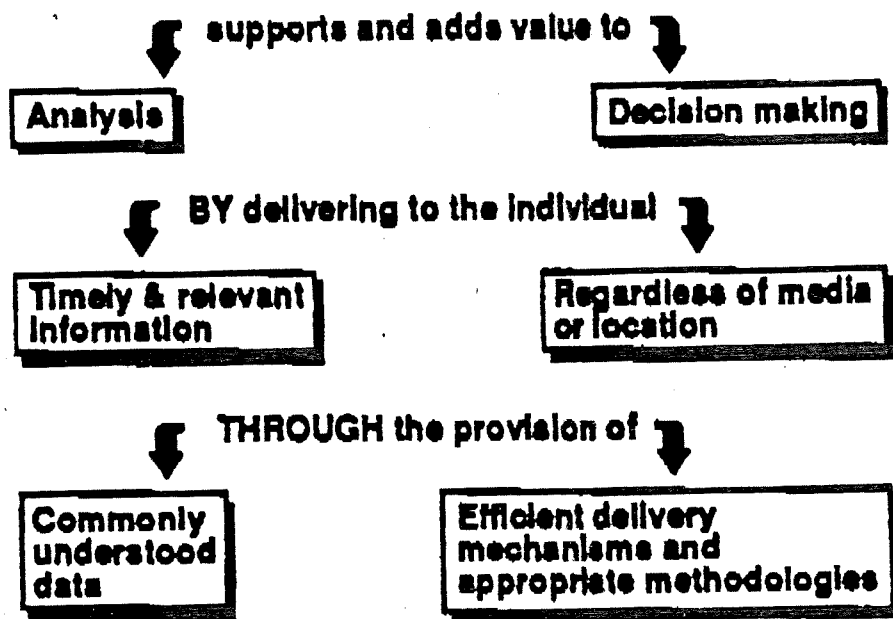 supports and adds value to
Analysis
Decision making
BY delivering to the individual
Timely & relevant
information
Regardless of media
or location
THROUGH the provision of
Commonly
understood
data
Efficient delivery
mechanisms and
appropriate methodologies